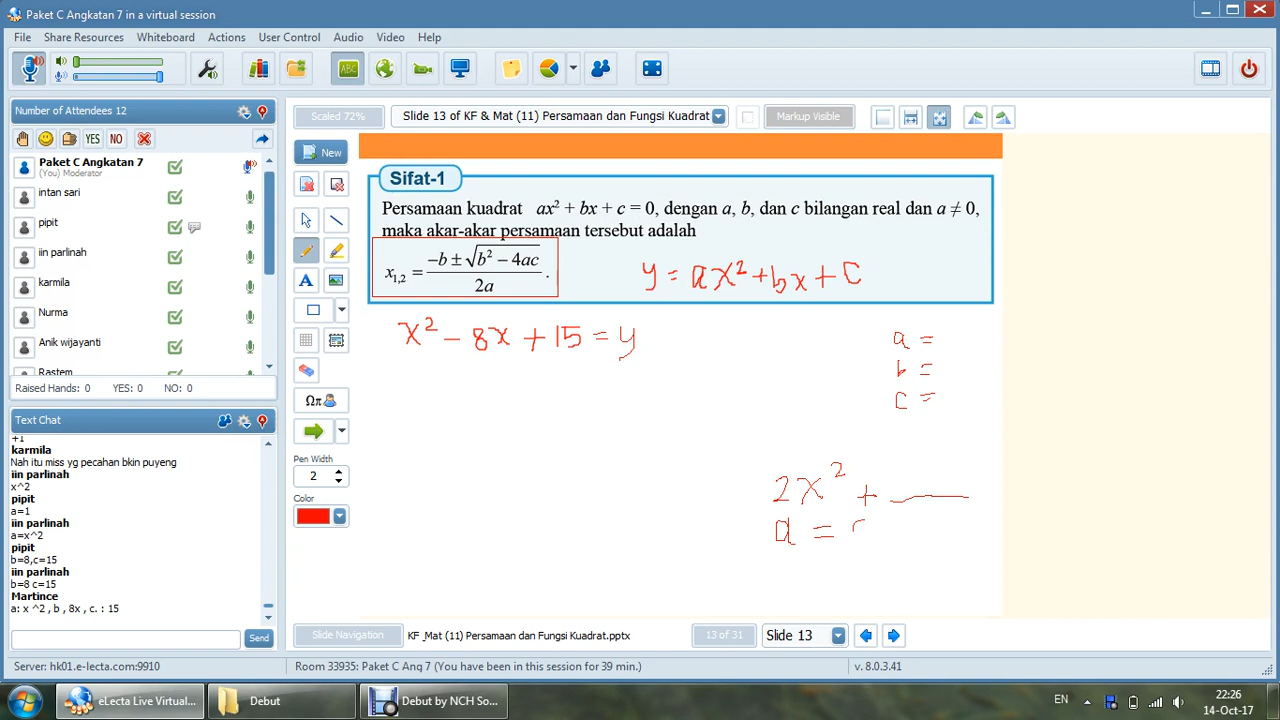 Paket C Angkatan 7 in a virtual session
File Share Resources Whiteboard Actions User Control Audio Video Help
Number of Attendees 12
Scaled 72%
Slide 13 of KF & Mat (11) Persamaan dan Fungsi Kuadrat
Markup Visible
YES NO
New
Paket C Angkatan 7
(You) Moderator
intan sari
pipit
iin parlinah
karmila
Nurma
Anik wijayanti
Rastem
Raised Hands: 0 YES: 0 NO: 0
Text Chat
+1
karmila
Nah itu miss yg pecahan bkin puyeng
iin parlinah
x^2
pipit
a=1
iin parlinah
a=x^2
pipit
b=8,c=15
iin parlinah
b=8 c=15
Martince
a: x ^2 , b , 8x , c. : 15
Send
ABC
Ωπ
Pen Width
2
Color
Sifat-1
Persamaan kuadrat ax² + bx + c = 0, dengan a, b, dan c bilangan real dan a ≠ 0,
maka akar-akar persamaan tersebut adalah
x₁,₂ = (−b ± √(b² − 4ac)) / 2a .
y = ax² + bx + c
x² − 8x + 15 = y
a =
b =
c =
2x² +
a =
Slide Navigation
KF _Mat (11) Persamaan dan Fungsi Kuadrat.pptx
13 of 31
Slide 13
Server: hk01.e-lecta.com:9910
Room 33935: Paket C Ang 7 (You have been in this session for 39 min.)
v. 8.0.3.41
eLecta Live Virtual...
Debut
Debut by NCH So...
EN
22:26
14-Oct-17